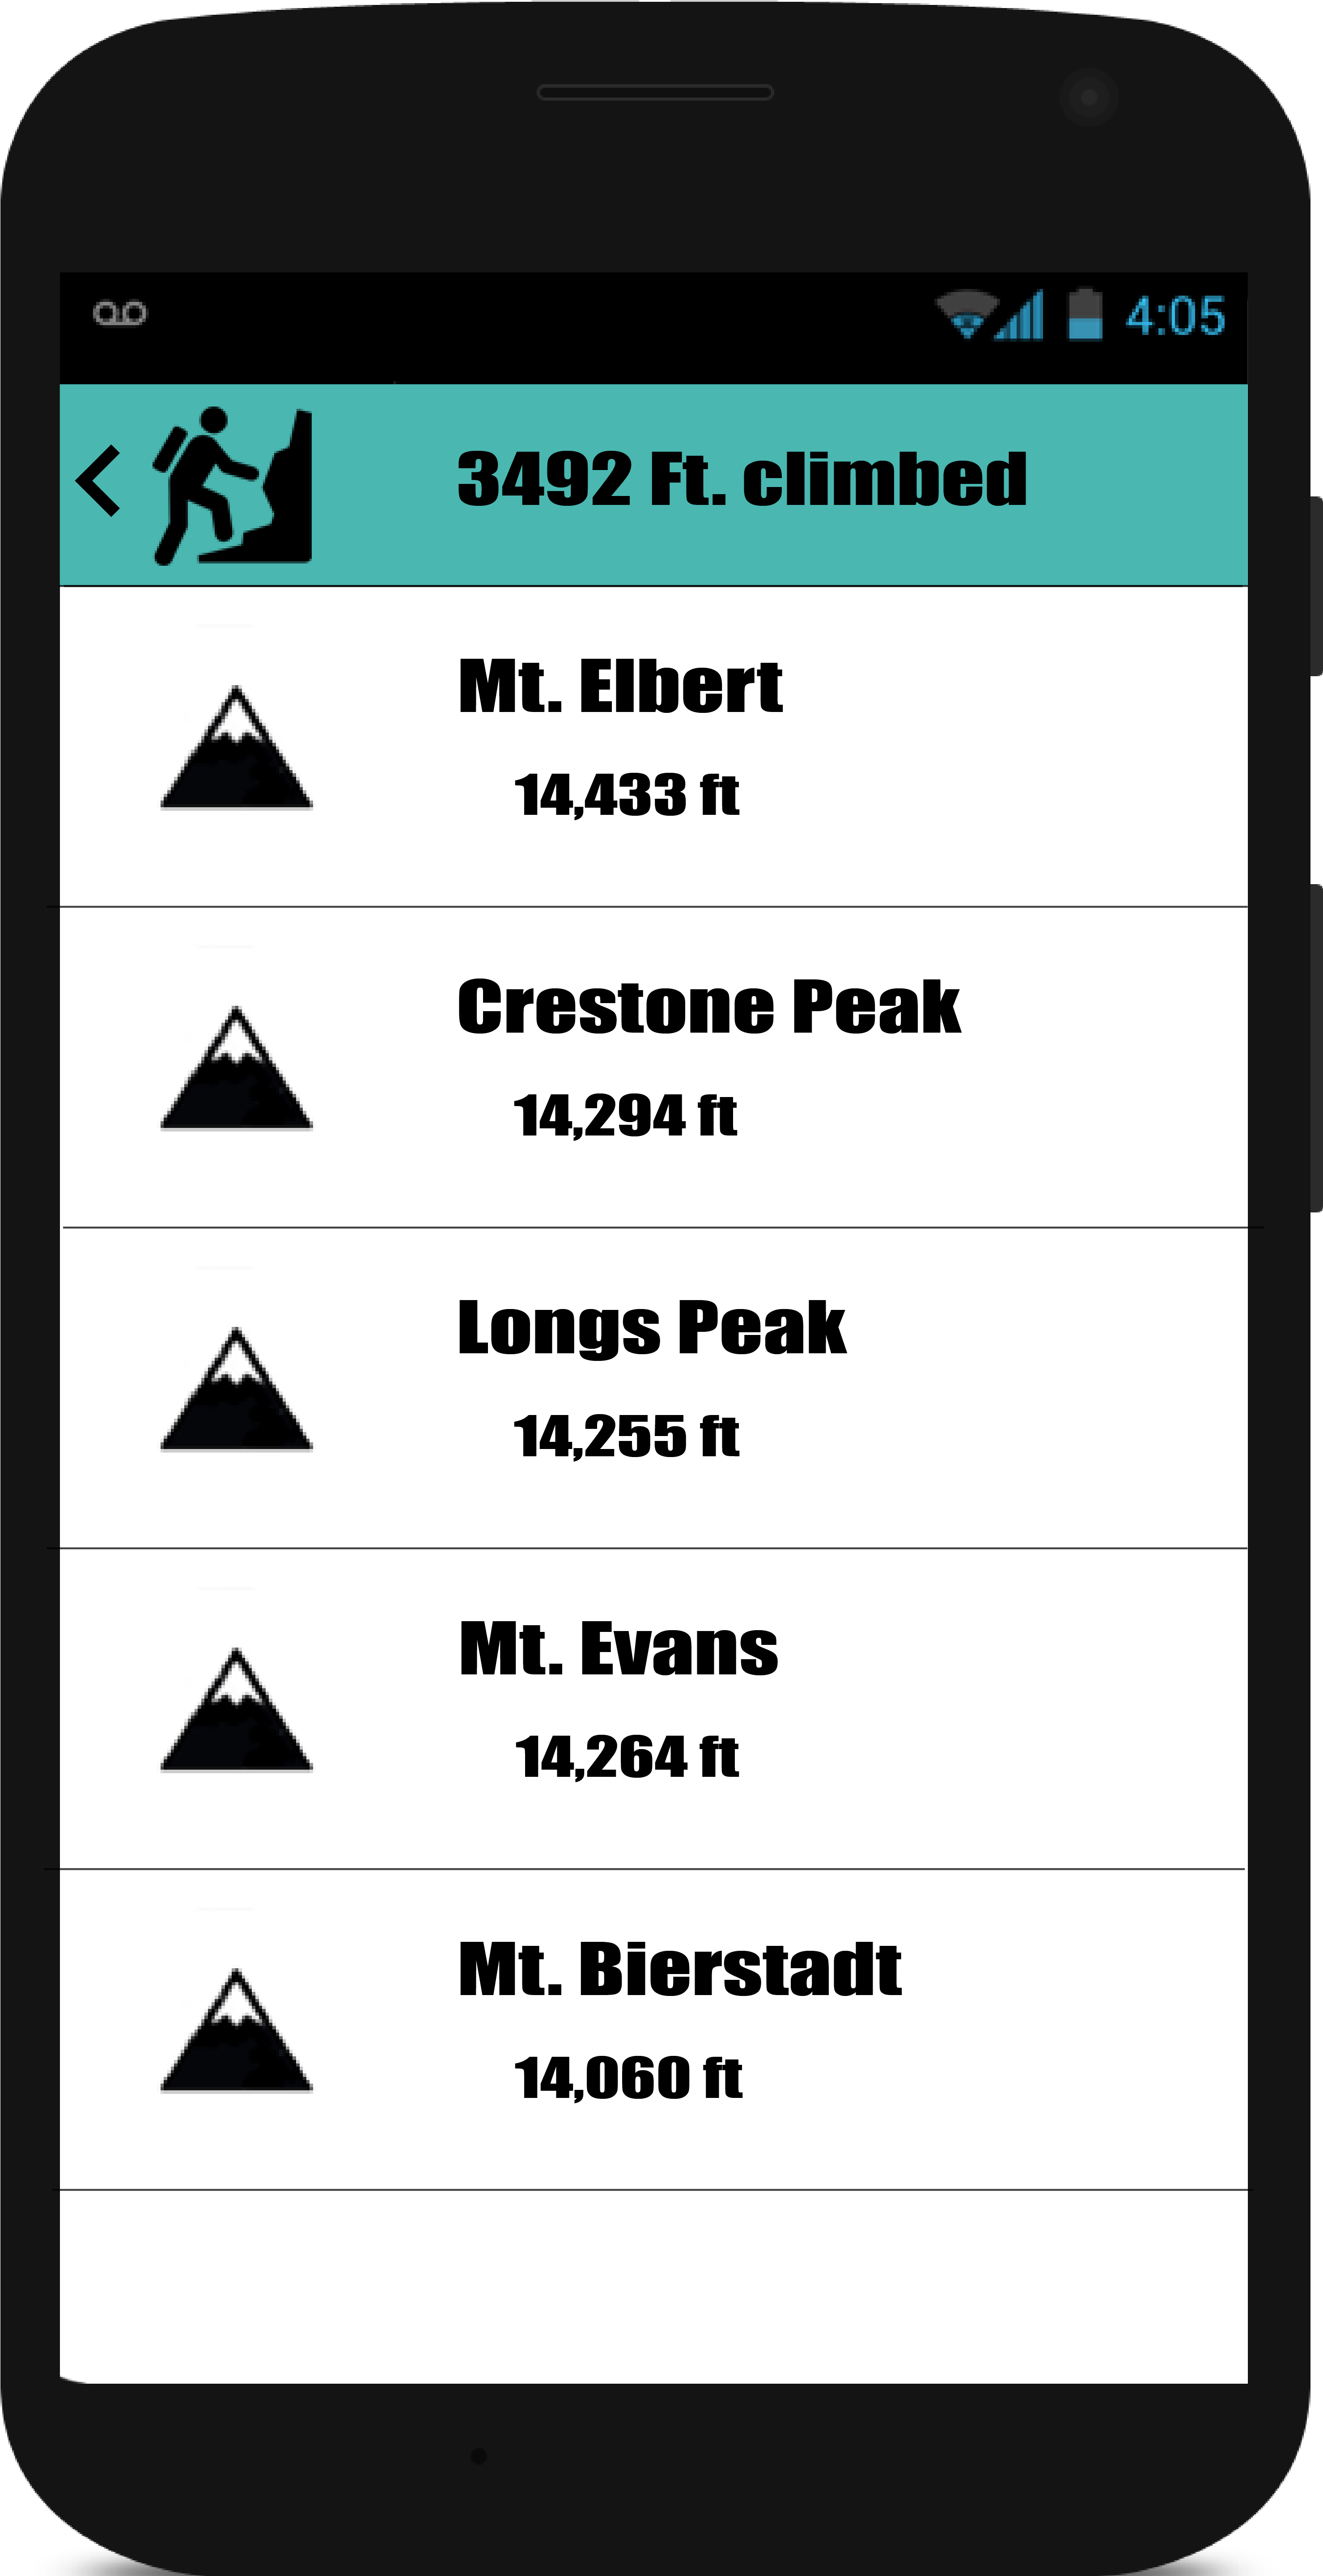 4:05
3492 Ft. climbed
Mt. Elbert
14,433 ft
Crestone Peak
14,294 ft
Longs Peak
14,255 ft
Mt. Evans
14,264 ft
Mt. Bierstadt
14,060 ft